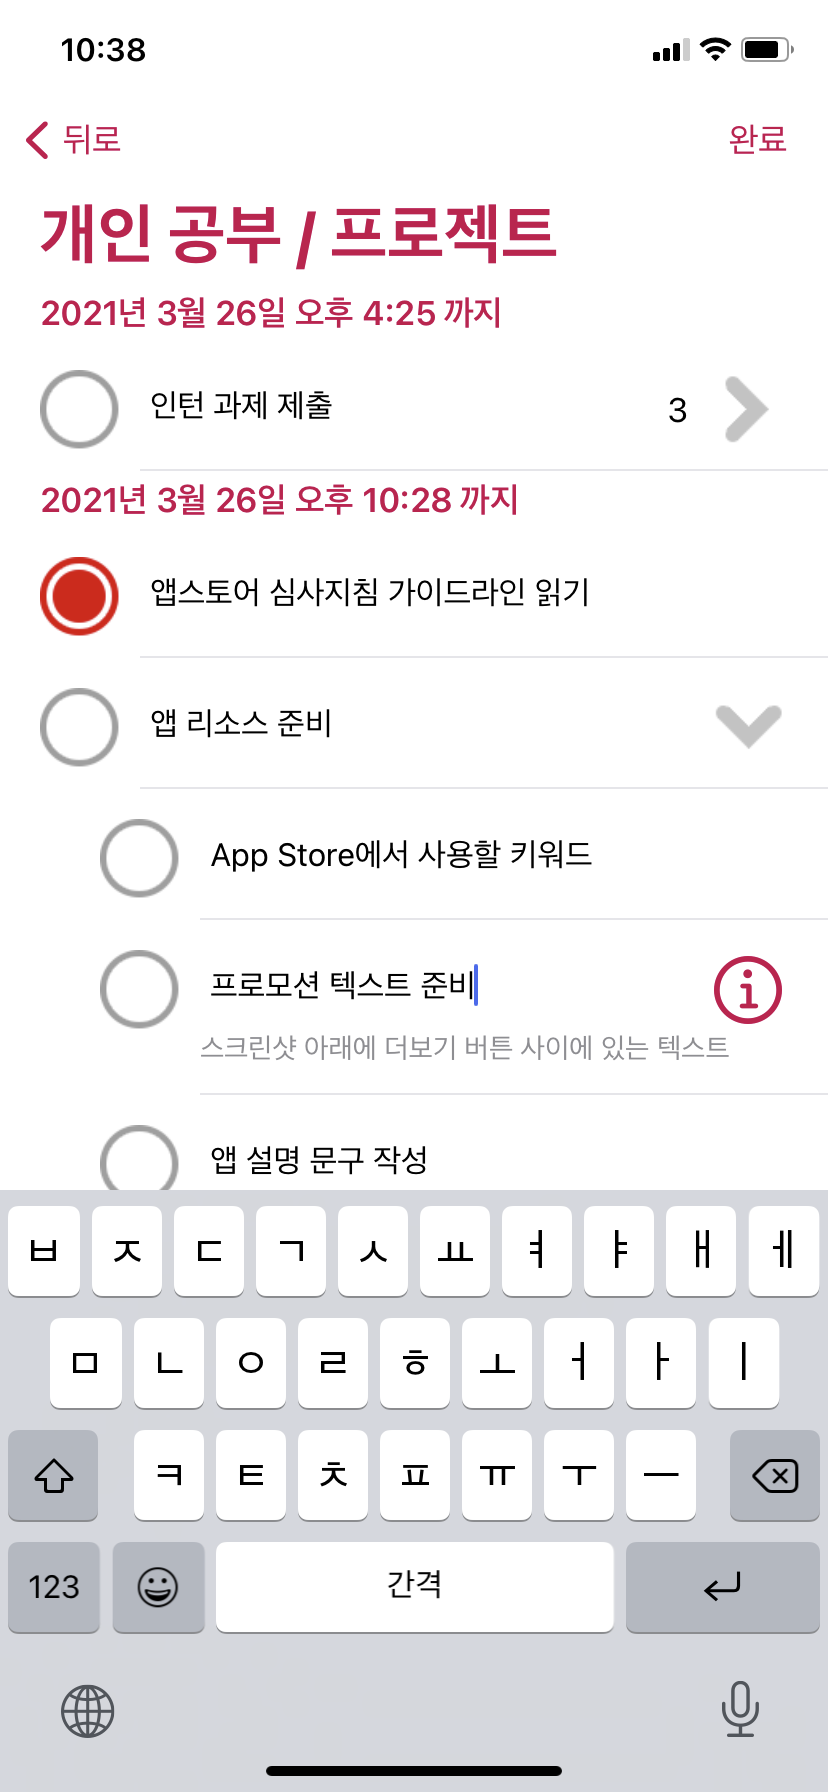 10:38
뒤로
완료
개인 공부 / 프로젝트
2021년 3월 26일 오후 4:25 까지
인턴 과제 제출
3
2021년 3월 26일 오후 10:28 까지
앱스토어 심사지침 가이드라인 읽기
앱 리소스 준비
App Store에서 사용할 키워드
프로모션 텍스트 준비
스크린샷 아래에 더보기 버튼 사이에 있는 텍스트
앱 설명 문구 작성
ㅂ ㅈ ㄷ ㄱ ㅅ ㅛ ㅕ ㅑ ㅐ ㅔ
ㅁ ㄴ ㅇ ㄹ ㅎ ㅗ ㅓ ㅏ ㅣ
ㅋ ㅌ ㅊ ㅍ ㅠ ㅜ ㅡ
123 간격